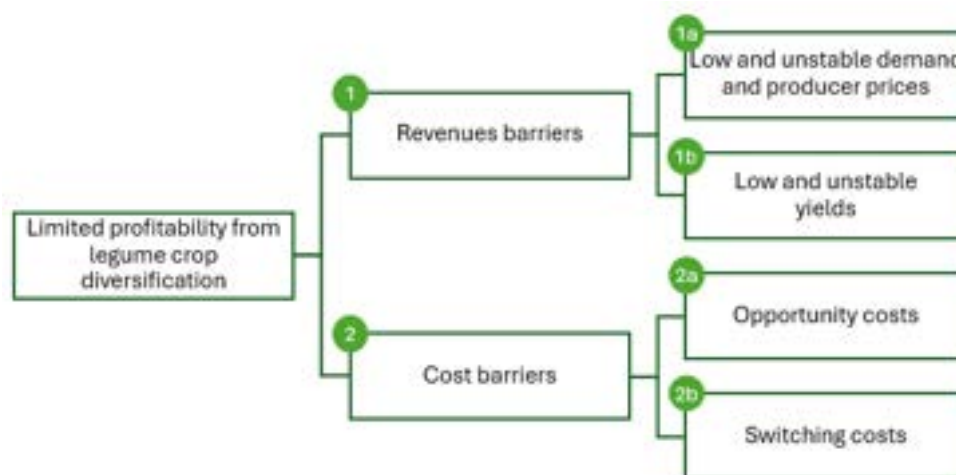 1a
Low and unstable demand
and producer prices
1
Revenues barriers
1b
Low and unstable
yields
Limited profitability from
legume crop
diversification
2a
Opportunity costs
2
Cost barriers
2b
Switching costs